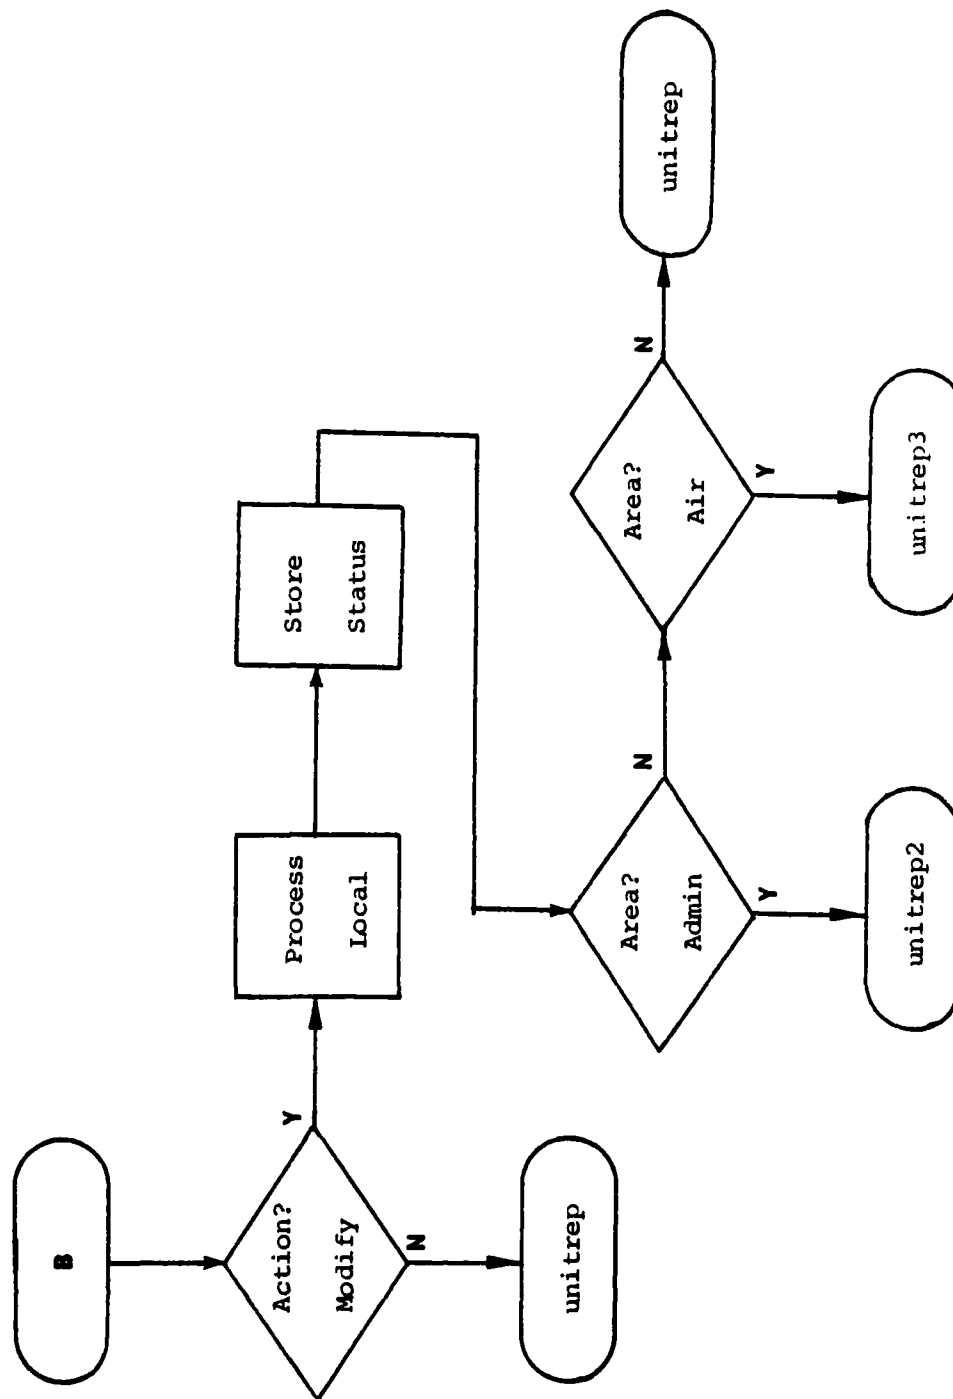 B
Action?
Modify
Y
N
unitrep
Process
Local
Store
Status
Area?
Admin
N
Y
unitrep2
Area?
Air
N
Y
unitrep3
unitrep